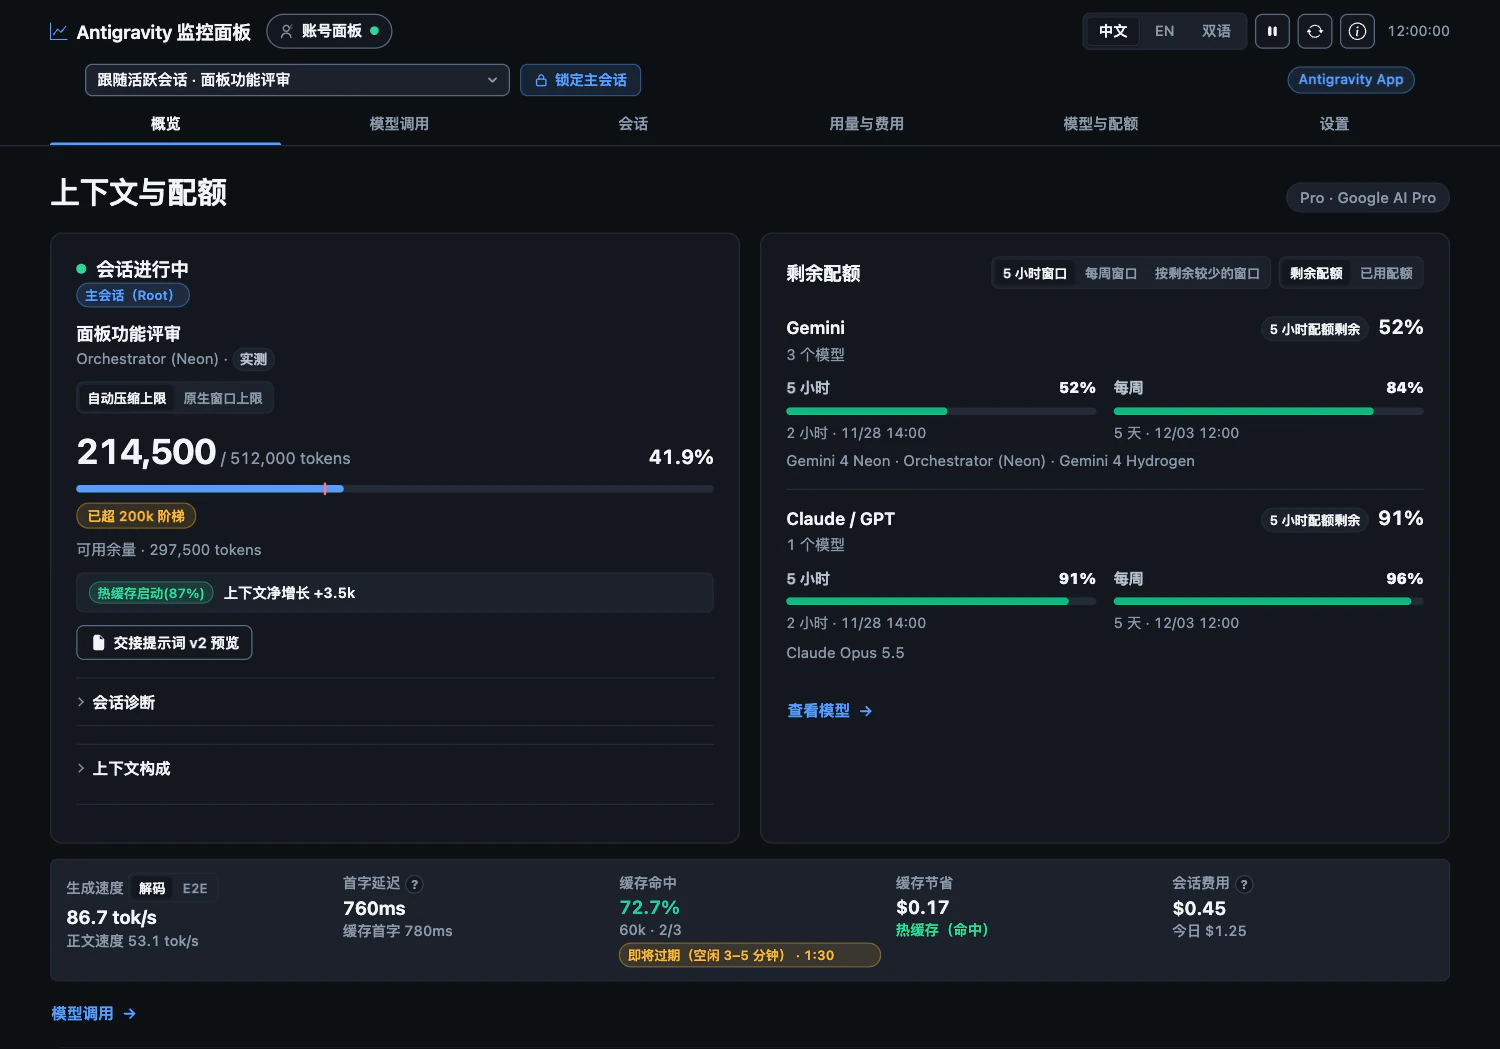 Antigravity 监控面板
账号面板
中文 EN 双语
12:00:00
跟随活跃会话 · 面板功能评审
锁定主会话
Antigravity App
概览 模型调用 会话 用量与费用 模型与配额 设置
上下文与配额
Pro · Google AI Pro
会话进行中
主会话（Root）
面板功能评审
Orchestrator (Neon) · 实测
自动压缩上限 原生窗口上限
214,500 / 512,000 tokens 41.9%
已超 200k 阶梯
可用余量 · 297,500 tokens
热缓存启动(87%) 上下文净增长 +3.5k
交接提示词 v2 预览
会话诊断
上下文构成
剩余配额
5 小时窗口 每周窗口 按剩余较少的窗口
剩余配额 已用配额
Gemini 5 小时配额剩余 52%
3 个模型
5 小时 52% 每周 84%
2 小时 · 11/28 14:00 5 天 · 12/03 12:00
Gemini 4 Neon · Orchestrator (Neon) · Gemini 4 Hydrogen
Claude / GPT 5 小时配额剩余 91%
1 个模型
5 小时 91% 每周 96%
2 小时 · 11/28 14:00 5 天 · 12/03 12:00
Claude Opus 5.5
查看模型 →
生成速度 解码 E2E
86.7 tok/s
正文速度 53.1 tok/s
首字延迟 ?
760ms
缓存首字 780ms
缓存命中
72.7%
60k · 2/3
即将过期（空闲 3–5 分钟） · 1:30
缓存节省
$0.17
热缓存（命中）
会话费用 ?
$0.45
今日 $1.25
模型调用 →